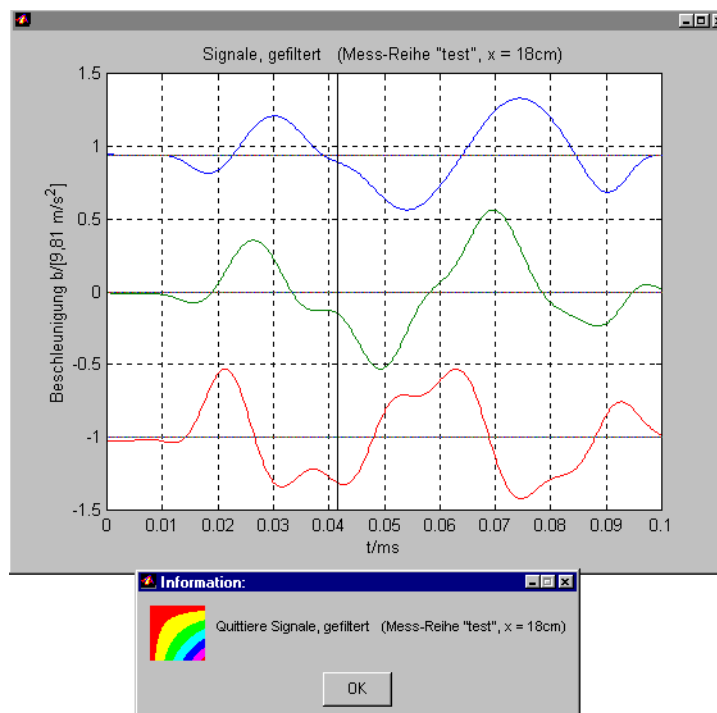 Signale, gefiltert (Mess-Reihe "test", x = 18cm)
Beschleunigung b/[9,81 m/s²]
1.5
1
0.5
0
-0.5
-1
-1.5
0 0.01 0.02 0.03 0.04 0.05 0.06 0.07 0.08 0.09 0.1
t/ms
Information:
Quittiere Signale, gefiltert (Mess-Reihe "test", x = 18cm)
OK